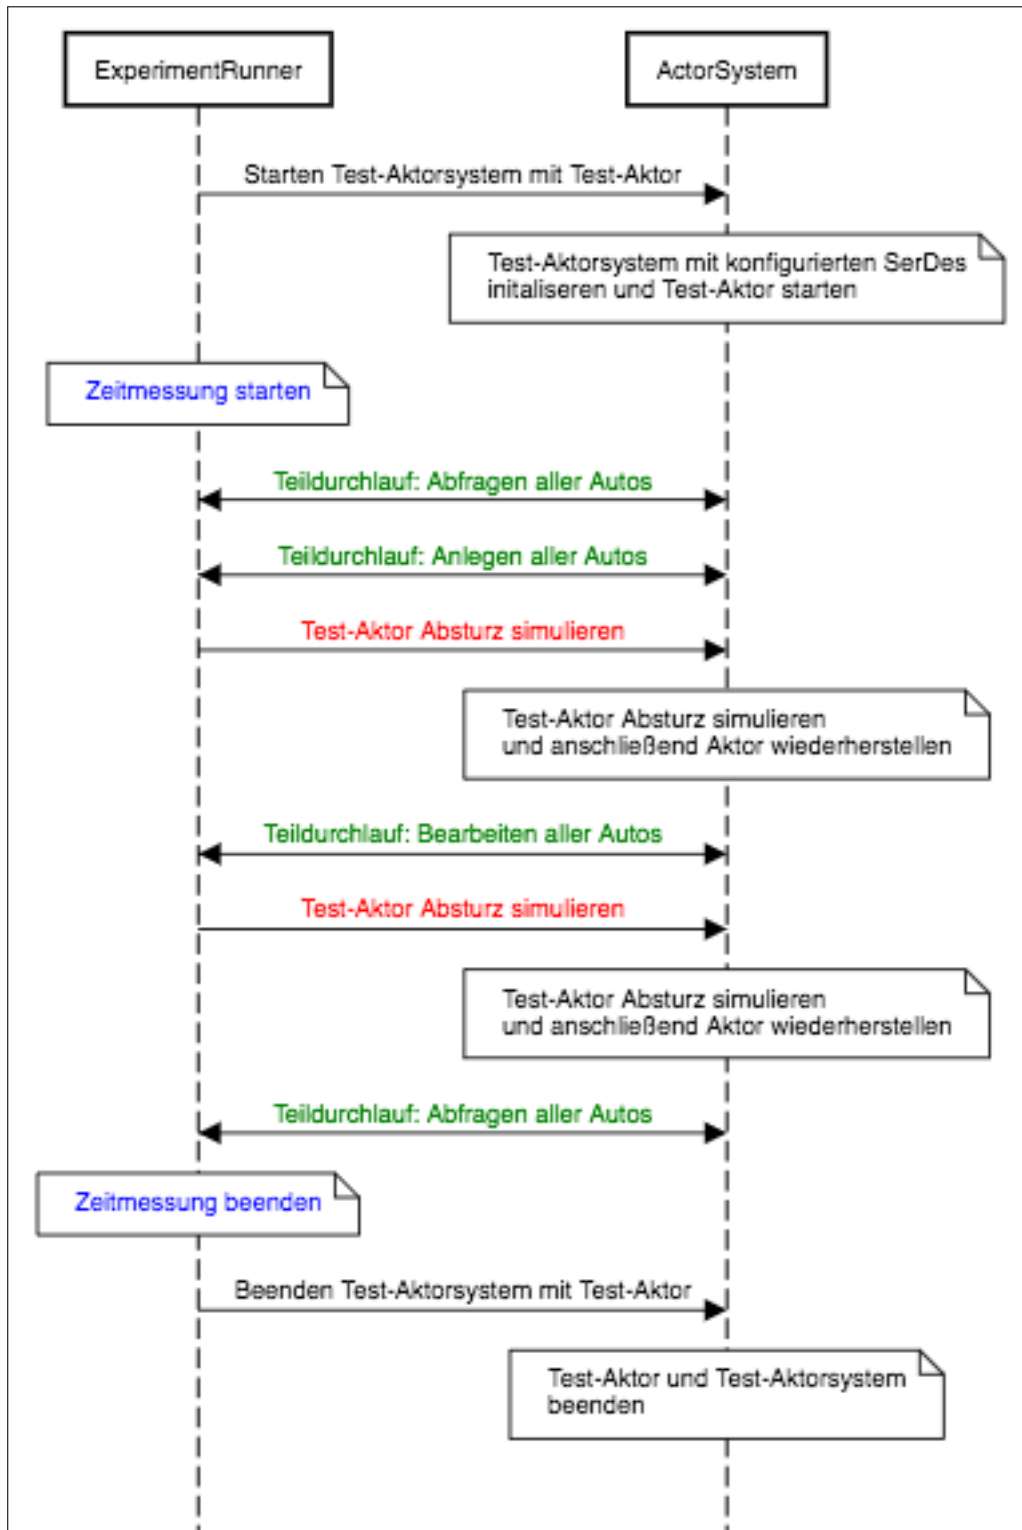 ExperimentRunner
ActorSystem
Starten Test-Aktorsystem mit Test-Aktor
Test-Aktorsystem mit konfigurierten SerDes
initaliseren und Test-Aktor starten
Zeitmessung starten
Teildurchlauf: Abfragen aller Autos
Teildurchlauf: Anlegen aller Autos
Test-Aktor Absturz simulieren
Test-Aktor Absturz simulieren
und anschließend Aktor wiederherstellen
Teildurchlauf: Bearbeiten aller Autos
Test-Aktor Absturz simulieren
Test-Aktor Absturz simulieren
und anschließend Aktor wiederherstellen
Teildurchlauf: Abfragen aller Autos
Zeitmessung beenden
Beenden Test-Aktorsystem mit Test-Aktor
Test-Aktor und Test-Aktorsystem
beenden